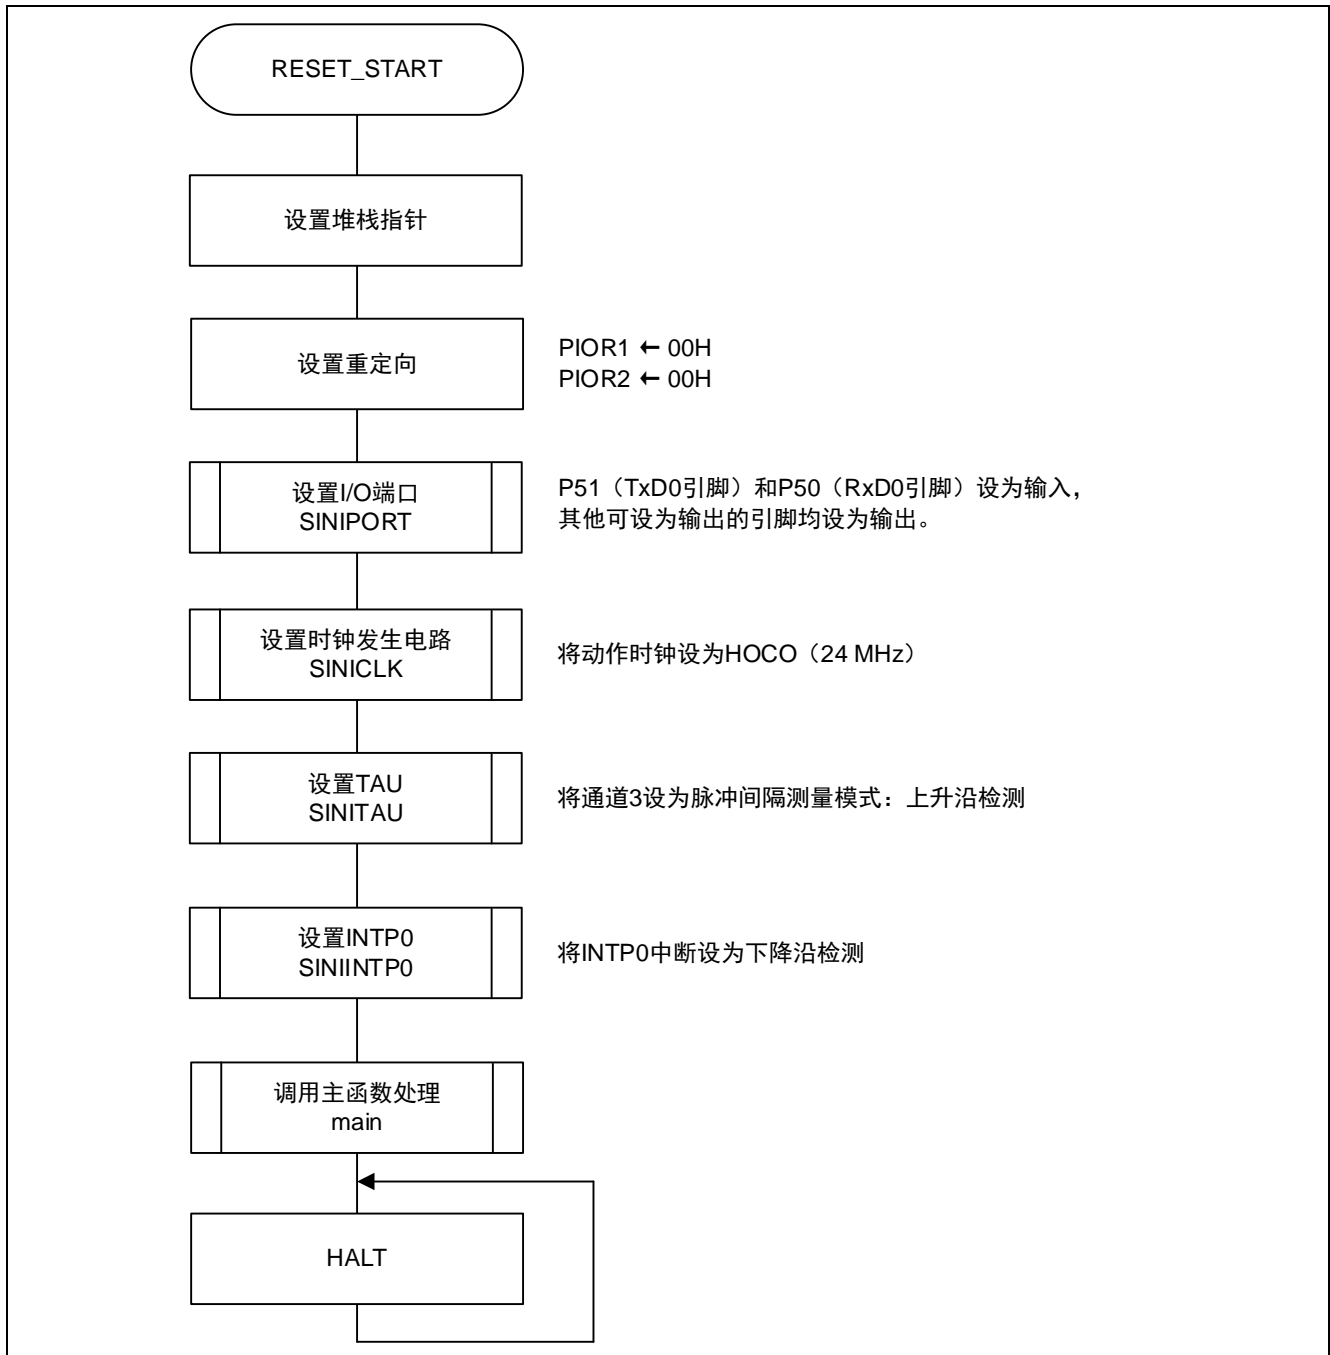 RESET_START
设置堆栈指针
设置重定向
PIOR1 ← 00H
PIOR2 ← 00H
设置I/O端口
SINIPORT
P51（TxD0引脚）和P50（RxD0引脚）设为输入，
其他可设为输出的引脚均设为输出。
设置时钟发生电路
SINICLK
将动作时钟设为HOCO（24 MHz）
设置TAU
SINITAU
将通道3设为脉冲间隔测量模式：上升沿检测
设置INTP0
SINIINTP0
将INTP0中断设为下降沿检测
调用主函数处理
main
HALT